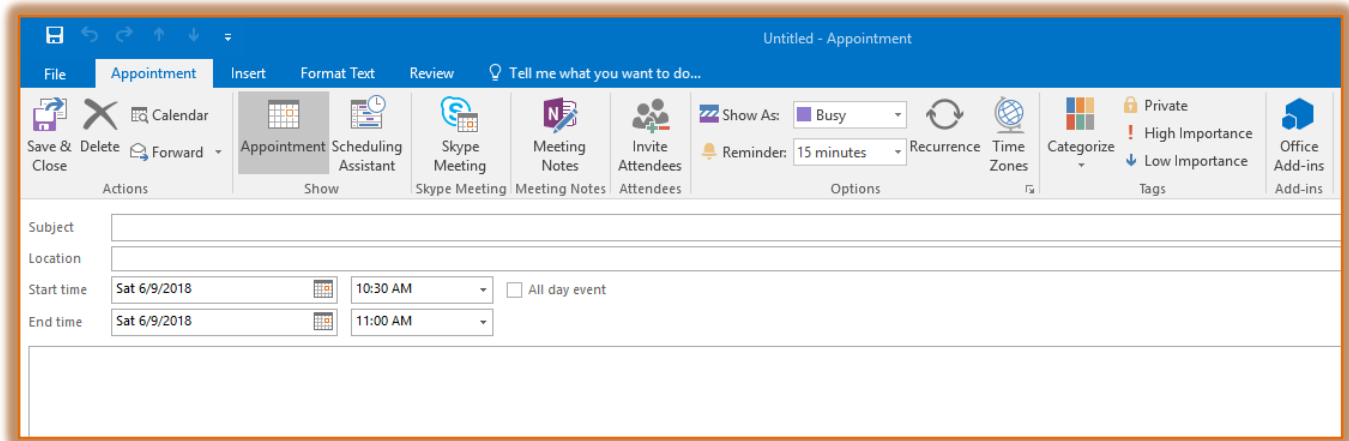 Untitled - Appointment
File Appointment Insert Format Text Review Tell me what you want to do...
Save & Close
Delete
Calendar
Forward
Actions
Appointment
Scheduling Assistant
Show
Skype Meeting
Skype Meeting
Meeting Notes
Meeting Notes
Invite Attendees
Attendees
Show As: Busy
Reminder: 15 minutes
Recurrence
Time Zones
Options
Categorize
Private
High Importance
Low Importance
Tags
Office Add-ins
Add-ins
Subject
Location
Start time Sat 6/9/2018 10:30 AM All day event
End time Sat 6/9/2018 11:00 AM